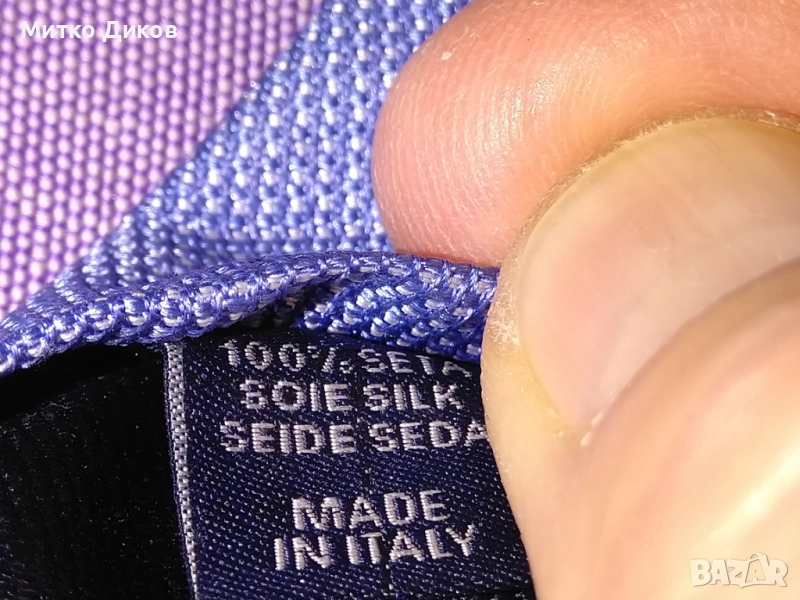 Митко Диков
100% SETA
SOIE SILK
SEIDE SEDA
MADE
IN ITALY
BAZAR